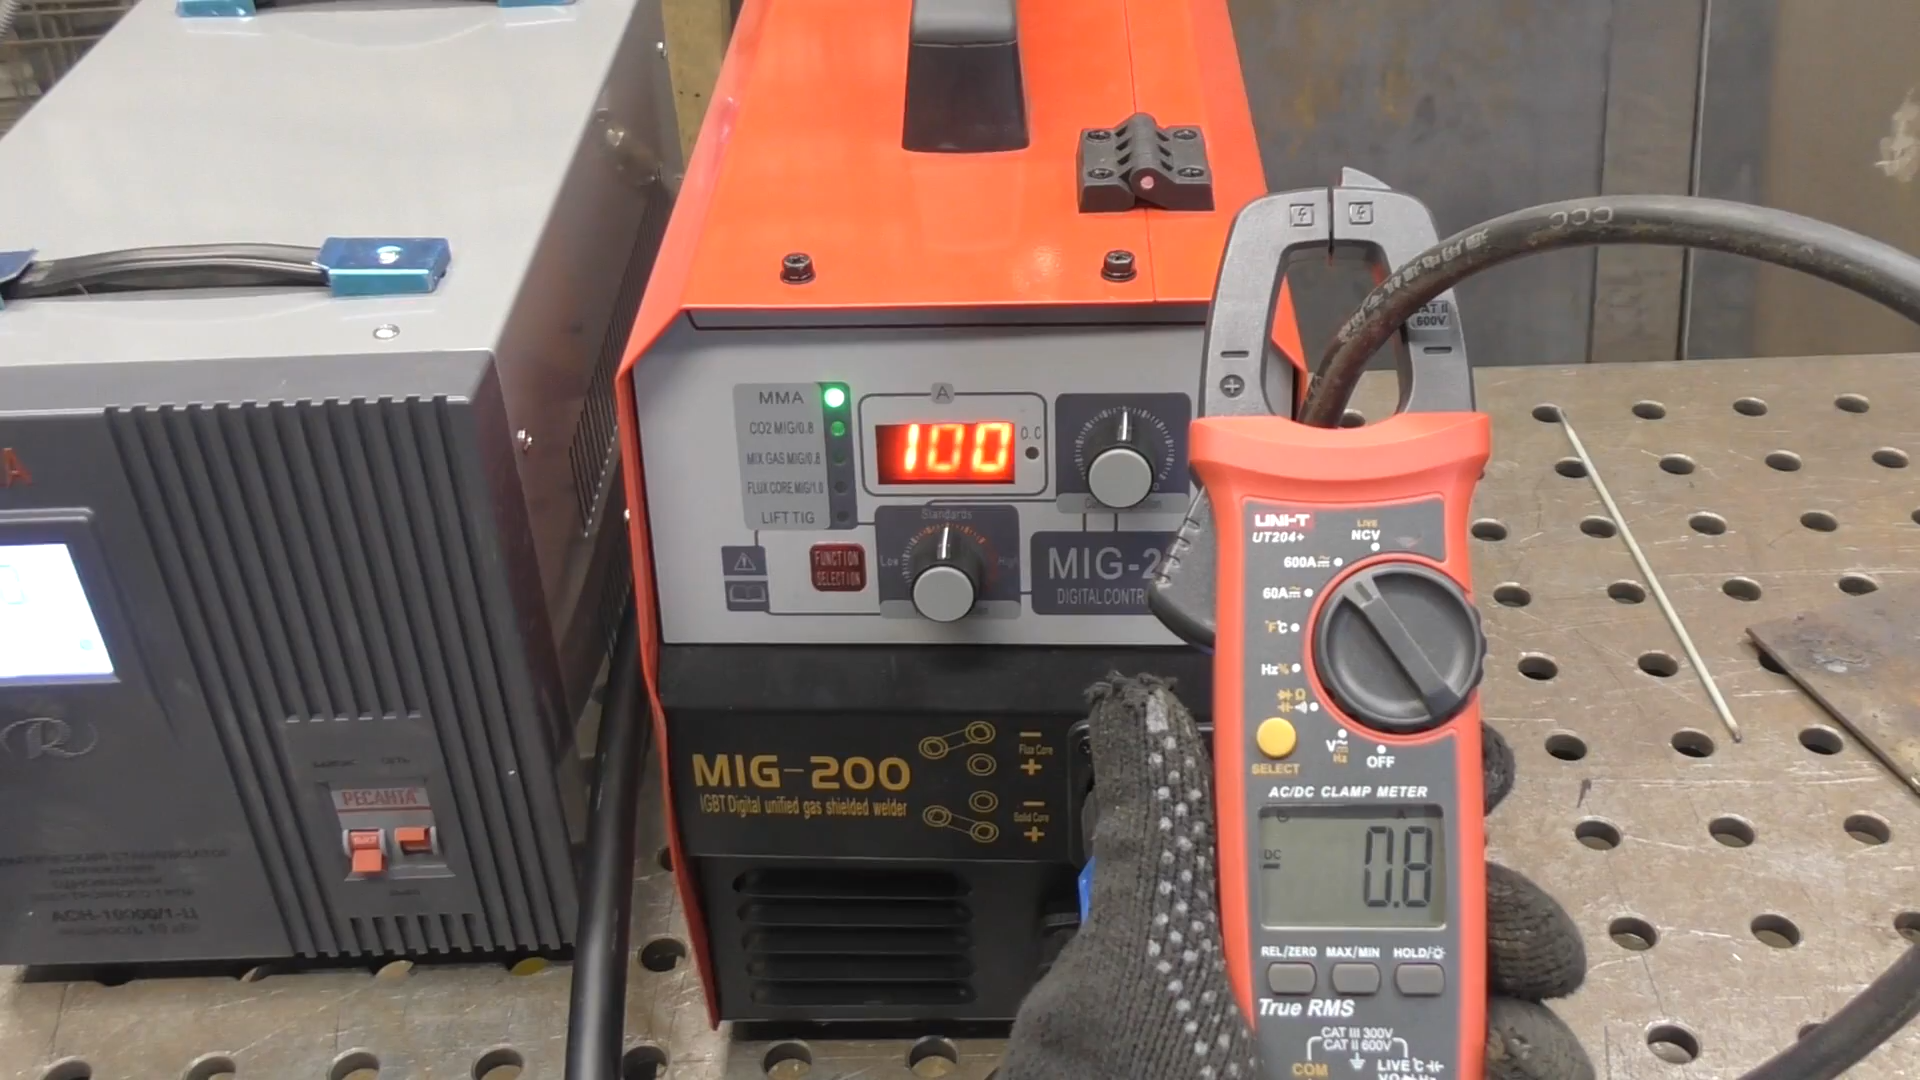 A
РЕСАНТА
АСН-10000/1-Ц
MMA
CO2 MIG/0.8
MIX GAS MIG/0.8
FLUX CORE MIG/1.0
LIFT TIG
A
100
O.C
FUNCTION
SELECTION
Standards
Low
High
MIG-2
DIGITAL CONTR
MIG-200
IGBT Digital unified gas shielded welder
Flux Core
Solid Core
CCC
CAT II
600V
UNI-T
UT204+
LIVE
NCV
600A
60A
°F°C
Hz%
Ω
V
Hz
OFF
SELECT
AC/DC CLAMP METER
DC
A
0.8
REL/ZERO MAX/MIN HOLD
True RMS
CAT III 300V
CAT II 600V
COM
LIVE°C